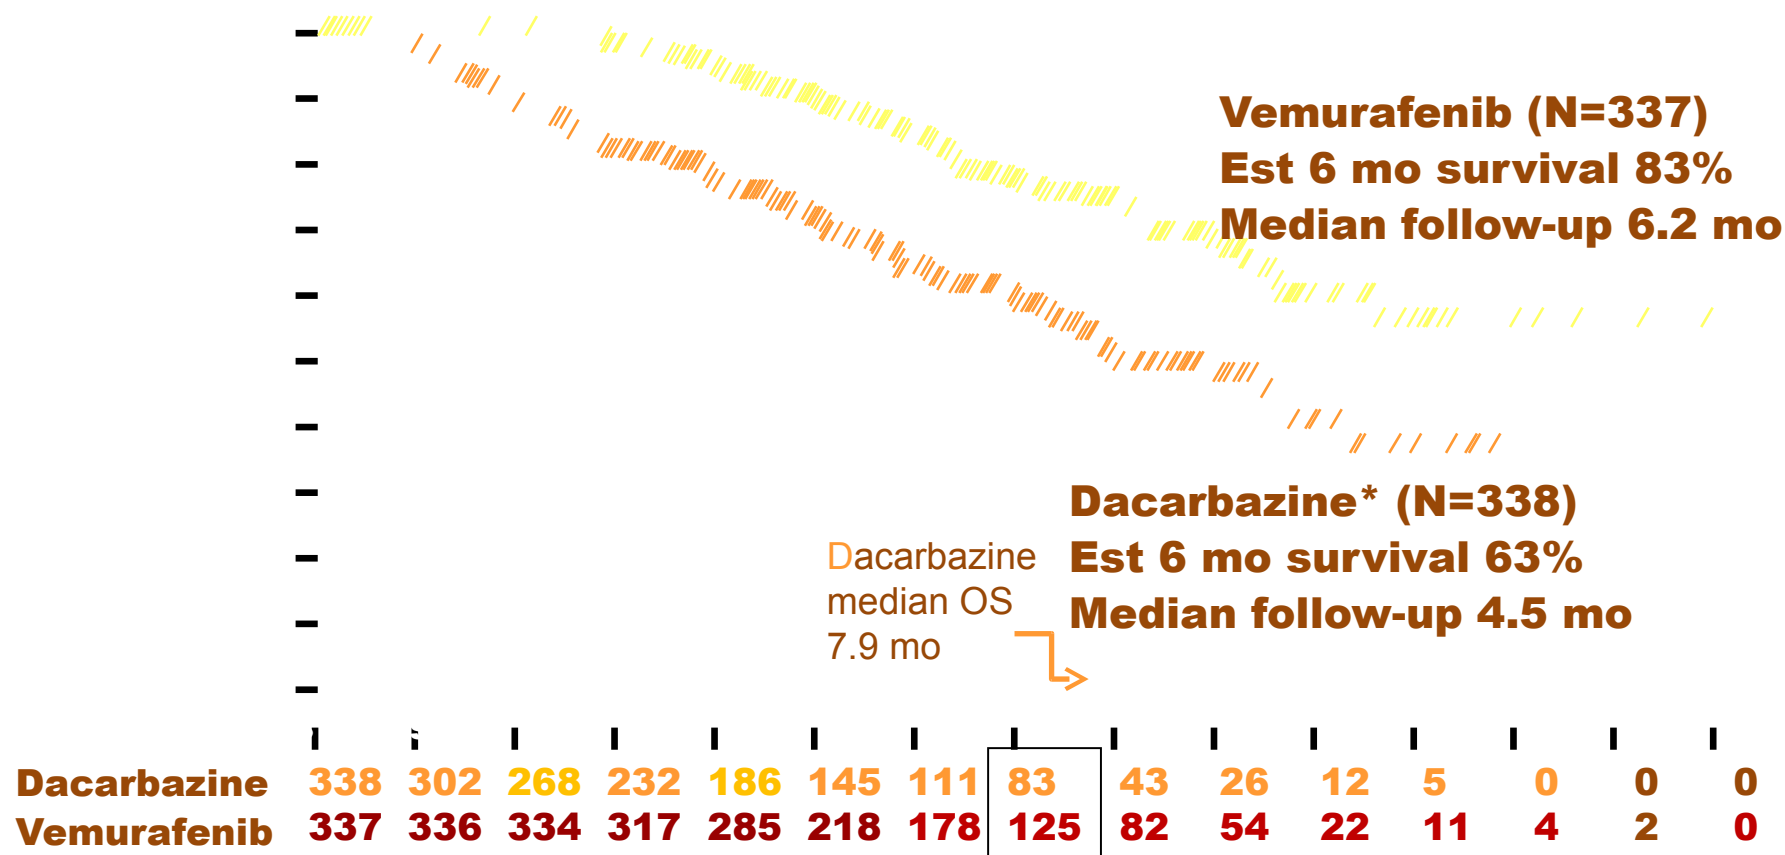 Vemurafenib (N=337)
Est 6 mo survival 83%
Median follow-up 6.2 mo
Dacarbazine* (N=338)
Est 6 mo survival 63%
Median follow-up 4.5 mo
Dacarbazine
median OS
7.9 mo
Dacarbazine 338 302 268 232 186 145 111 83 43 26 12 5 0 0 0
Vemurafenib 337 336 334 317 285 218 178 125 82 54 22 11 4 2 0